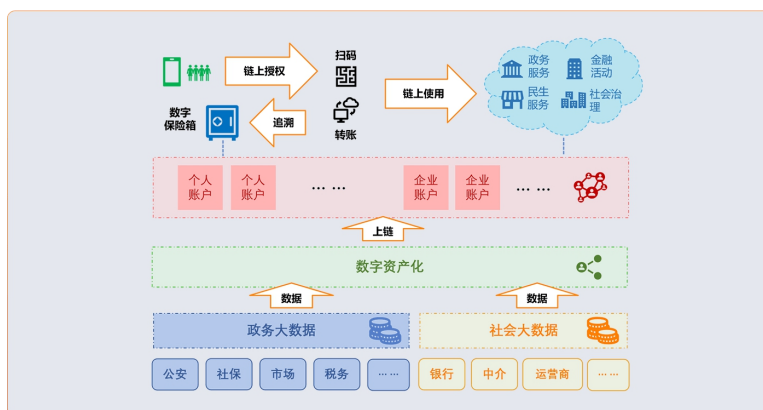 链上授权
扫码
链上使用
政务
服务
金融
活动
民生
服务
社会治
理
数字
保险箱
追溯
转账
个人
账户
个人
账户
…… ……
企业
账户
企业
账户
…… ……
上链
数字资产化
数据
数据
政务大数据
社会大数据
公安
社保
市场
税务
……
银行
中介
运营商
……